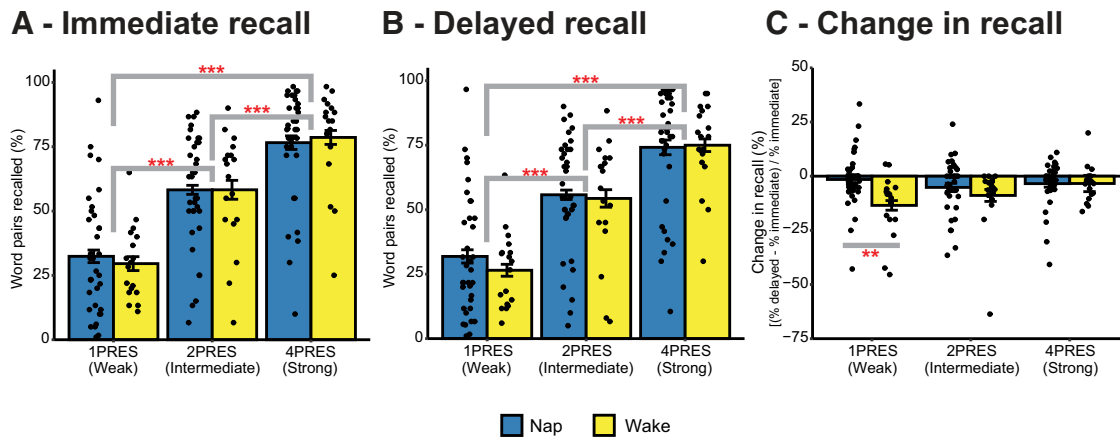 A - Immediate recall
B - Delayed recall
C - Change in recall
Word pairs recalled (%)
100
75
50
25
0
***
***
***
1PRES
(Weak)
2PRES
(Intermediate)
4PRES
(Strong)
Word pairs recalled (%)
100
75
50
25
0
***
***
***
1PRES
(Weak)
2PRES
(Intermediate)
4PRES
(Strong)
Change in recall (%)
[(% delayed - % immediate) / % immediate]
50
25
0
−25
−50
−75
**
1PRES
(Weak)
2PRES
(Intermediate)
4PRES
(Strong)
Nap
Wake